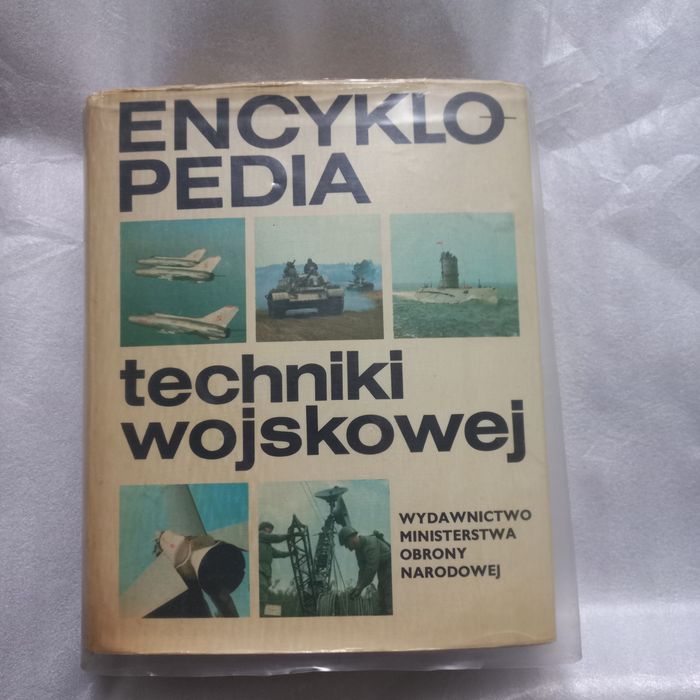 ENCYKLO-
PEDIA
techniki
wojskowej
WYDAWNICTWO
MINISTERSTWA
OBRONY
NARODOWEJ